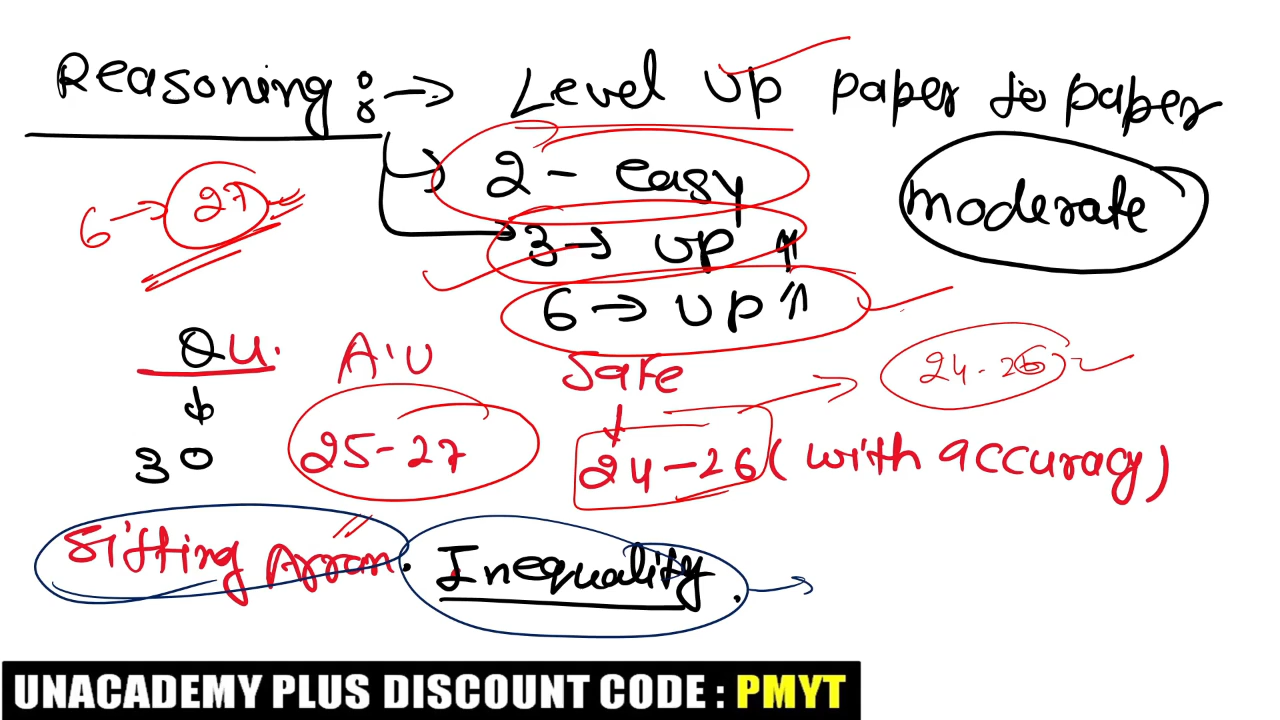 Reasoning :→ Level up paper to paper
2 - easy
moderate
6 → 27
3 → up ↑
6 → up ↑
Qu. A.U Safe 24-26
↓
30 25-27 24-26 (with accuracy)
Sitting Arran. Inequality.
UNACADEMY PLUS DISCOUNT CODE : PMYT